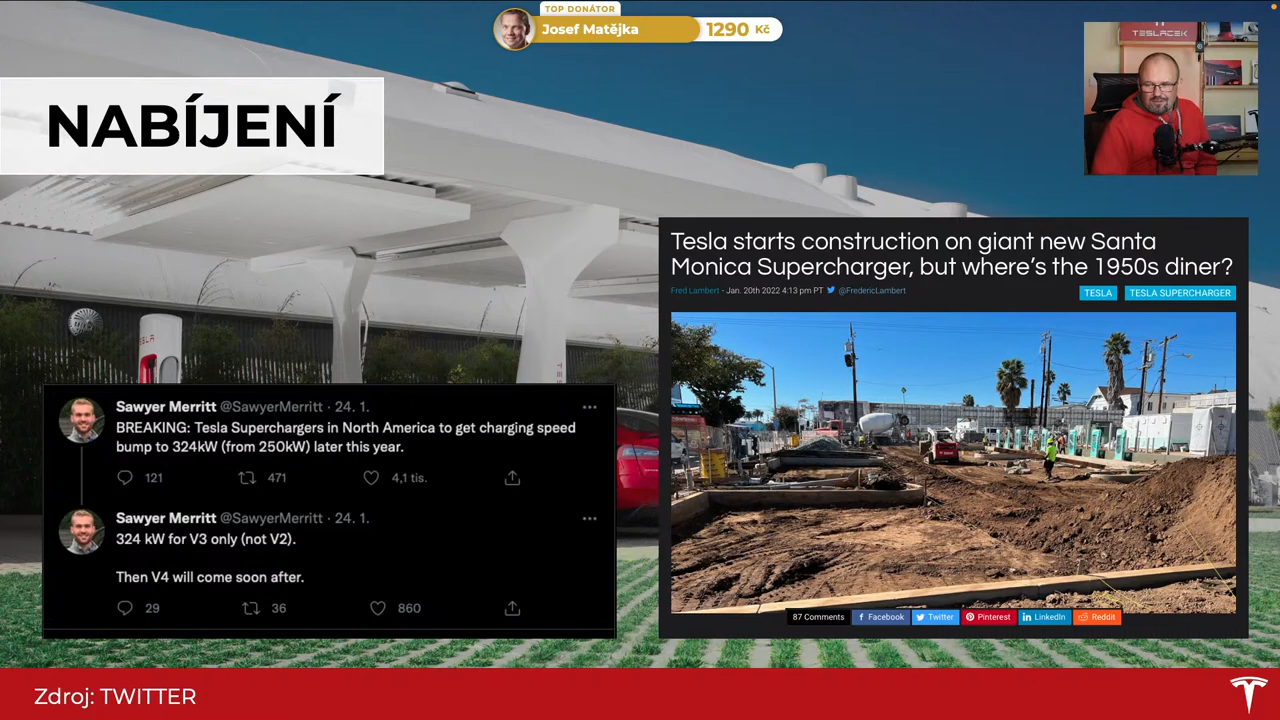 TOP DONÁTOR
Josef Matějka
1290 Kč
TESLACEK
NABÍJENÍ
Tesla starts construction on giant new Santa
Monica Supercharger, but where's the 1950s diner?
Fred Lambert - Jan. 20th 2022 4:13 pm PT @FredericLambert
TESLA
TESLA SUPERCHARGER
Sawyer Merritt @SawyerMerritt · 24. 1.
BREAKING: Tesla Superchargers in North America to get charging speed
bump to 324kW (from 250kW) later this year.
121
471
4,1 tis.
Sawyer Merritt @SawyerMerritt · 24. 1.
324 kW for V3 only (not V2).
Then V4 will come soon after.
29
36
860
87 Comments
Facebook
Twitter
Pinterest
LinkedIn
Reddit
Zdroj: TWITTER